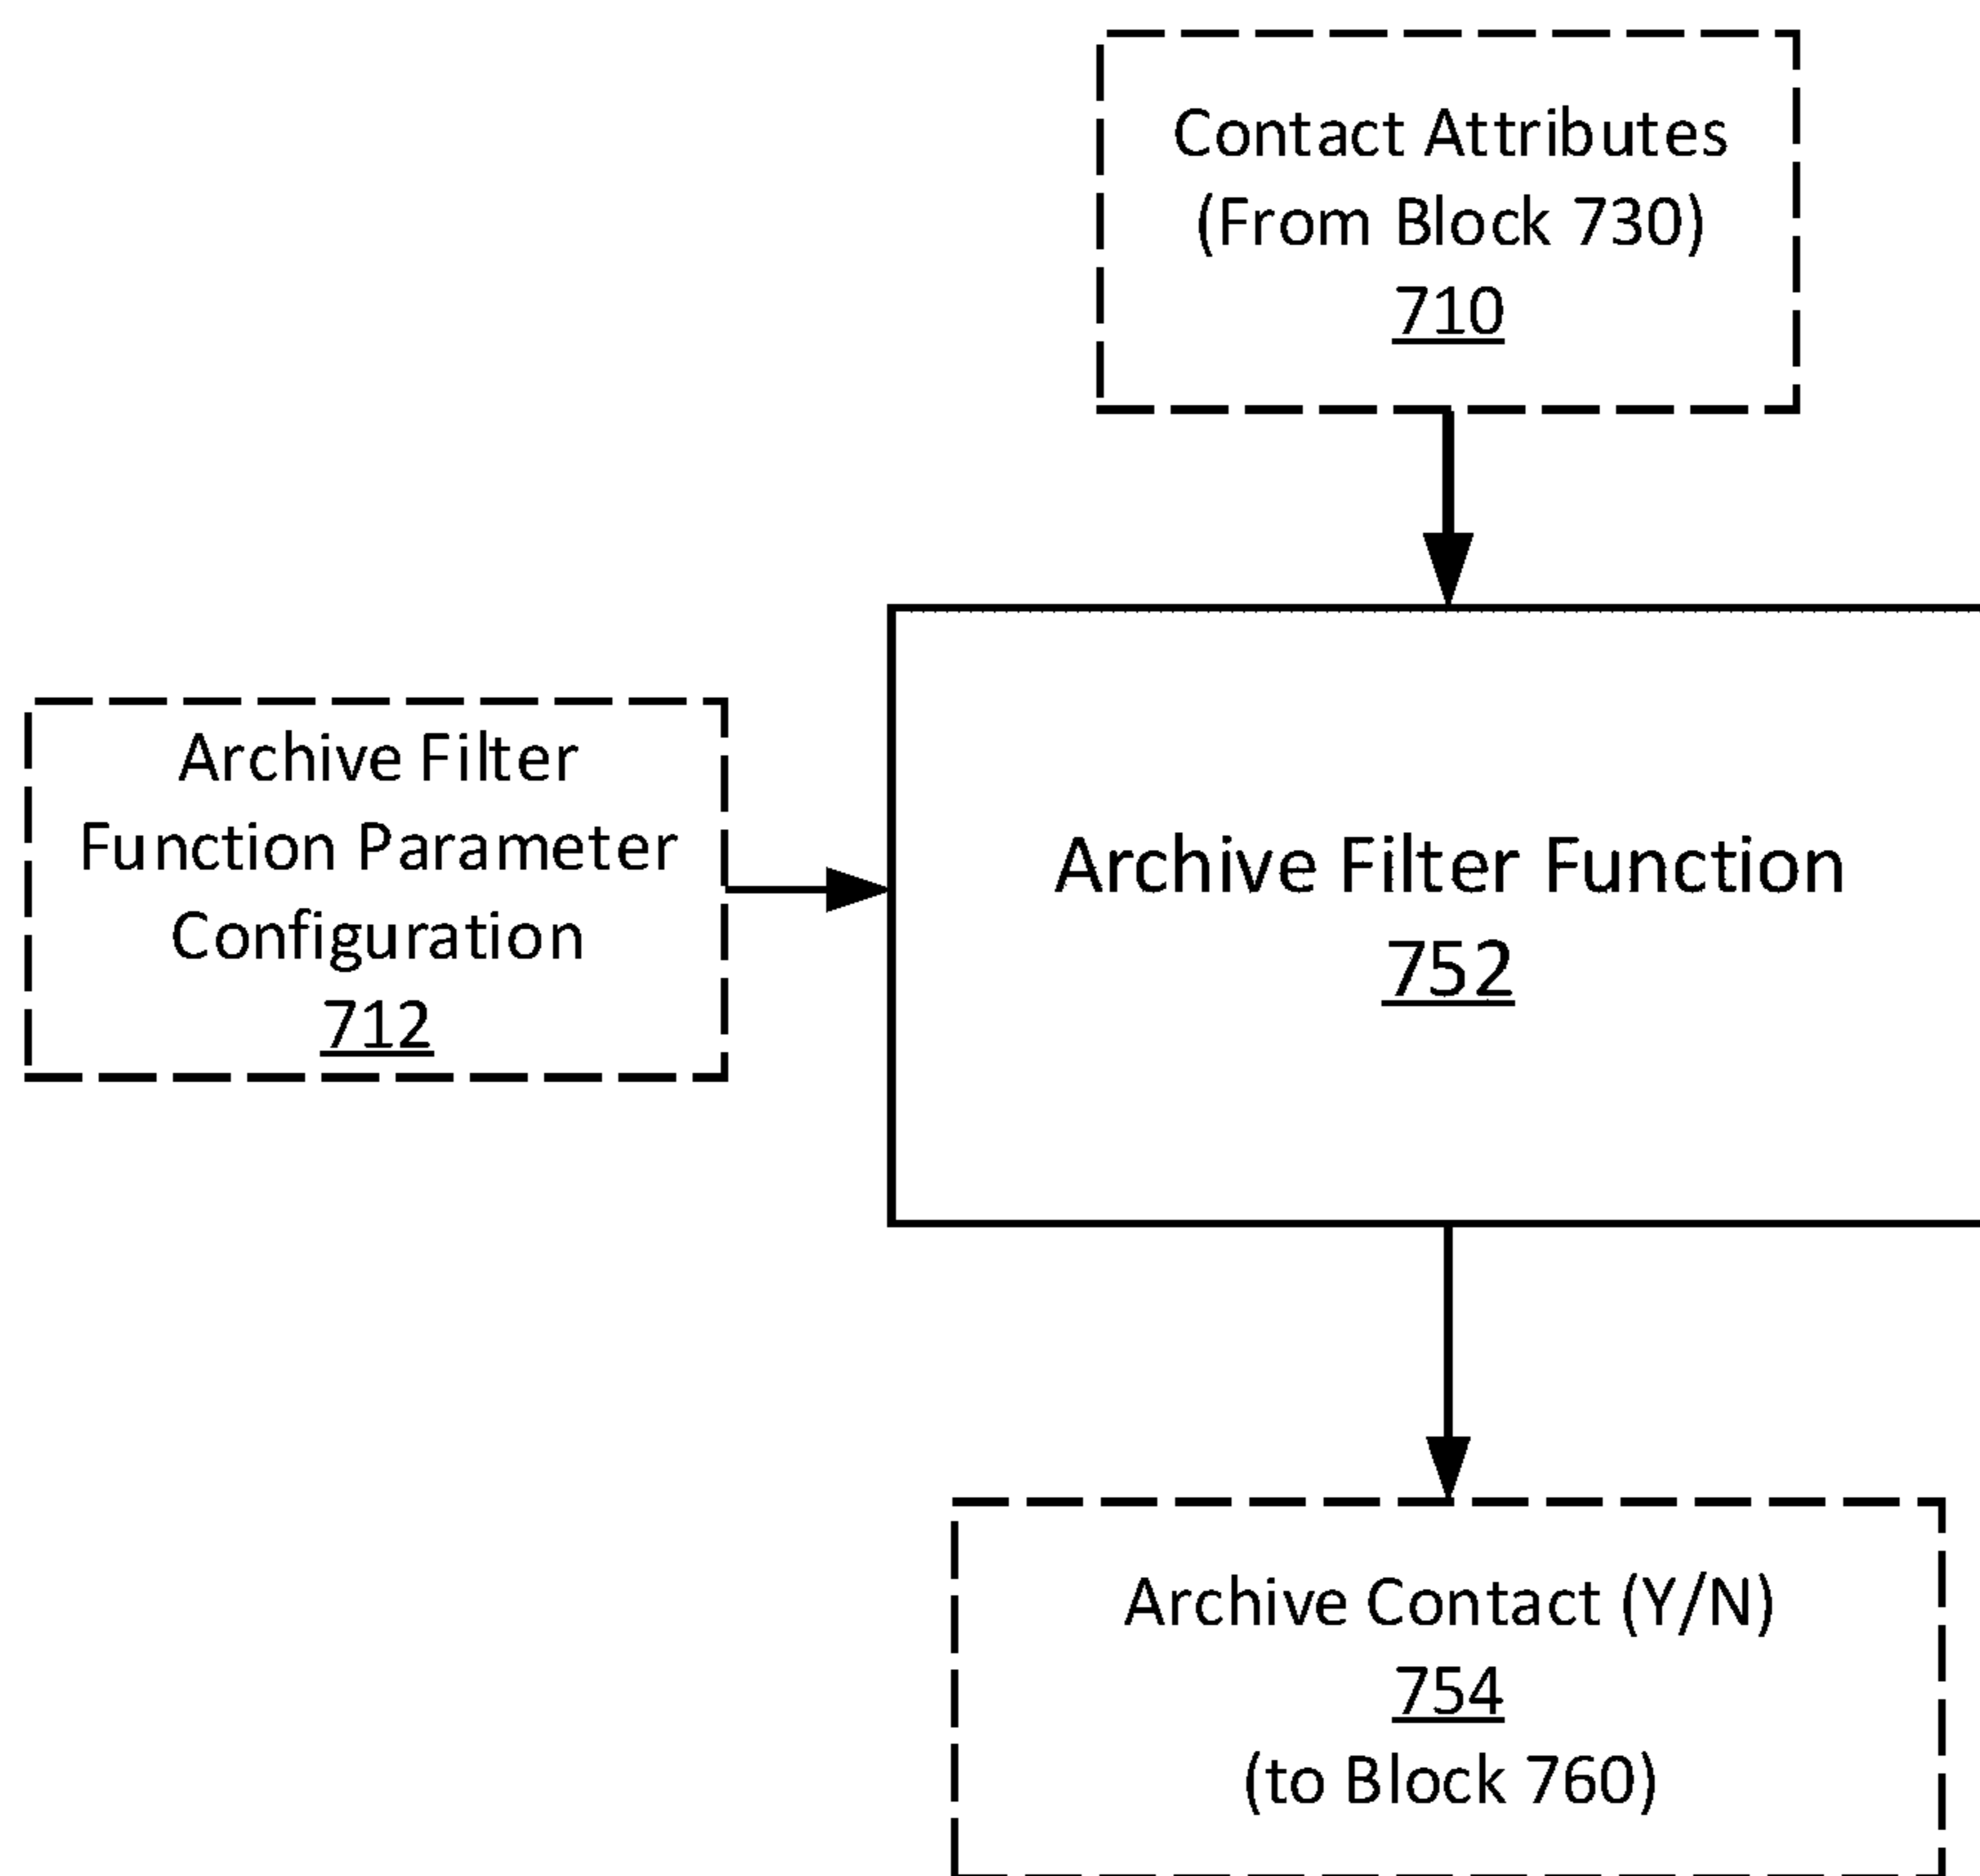 Contact Attributes
(From Block 730)
710
Archive Filter
Function Parameter
Configuration
712
Archive Filter Function
752
Archive Contact (Y/N)
754
(to Block 760)